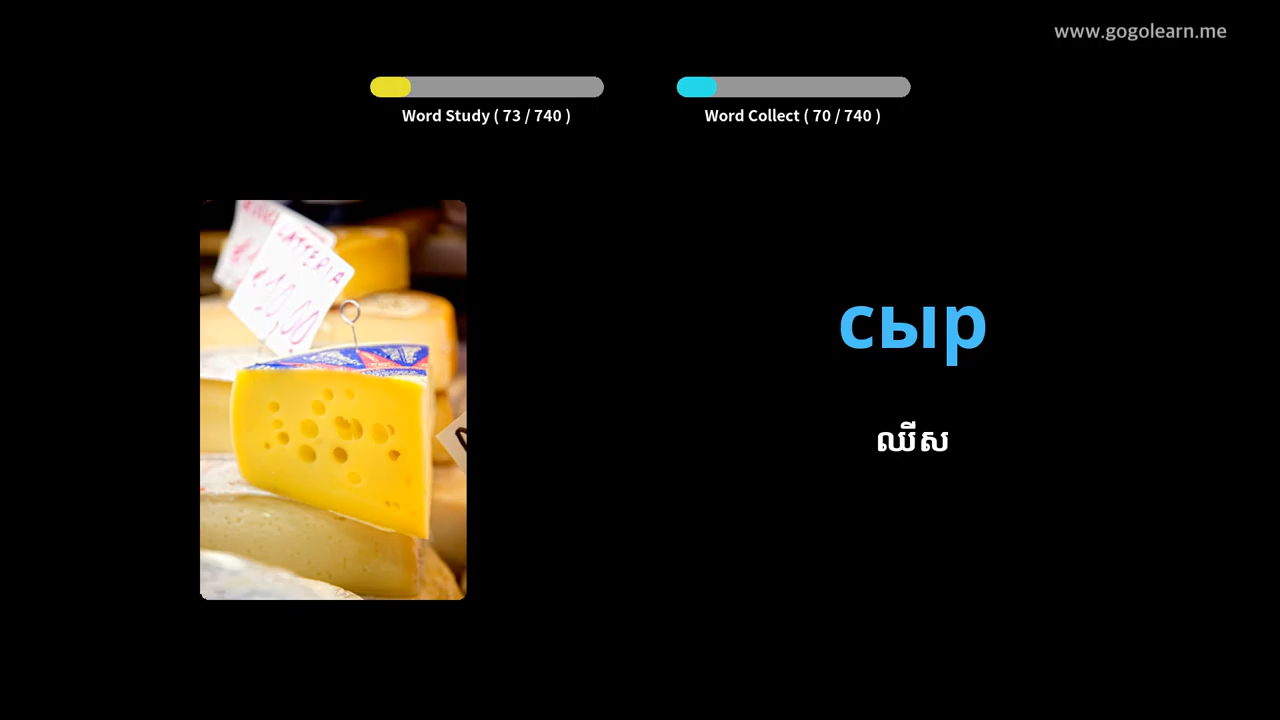 www.gogolearn.me
Word Study ( 73 / 740 )
Word Collect ( 70 / 740 )
LATTERIA
сыр
ឈីស